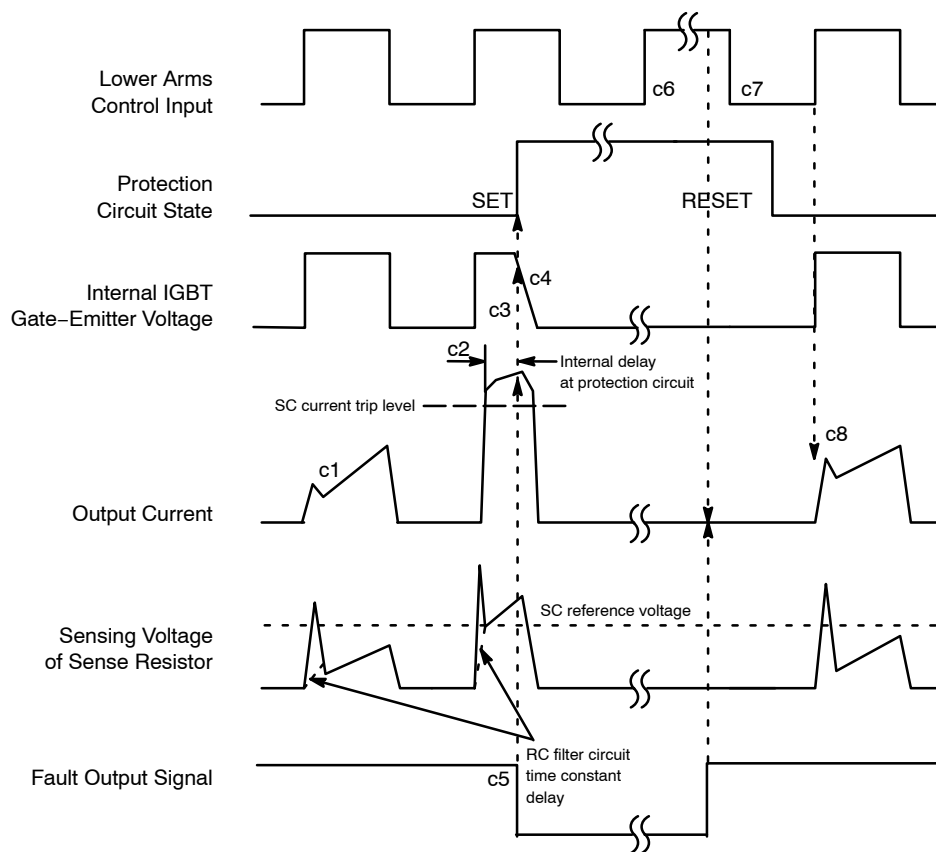 Lower Arms
Control Input
c6
c7
Protection
Circuit State
SET
RESET
Internal IGBT
Gate−Emitter Voltage
c3
c4
c2
Internal delay
at protection circuit
SC current trip level
c1
c8
Output Current
SC reference voltage
Sensing Voltage
of Sense Resistor
RC filter circuit
time constant
delay
Fault Output Signal
c5